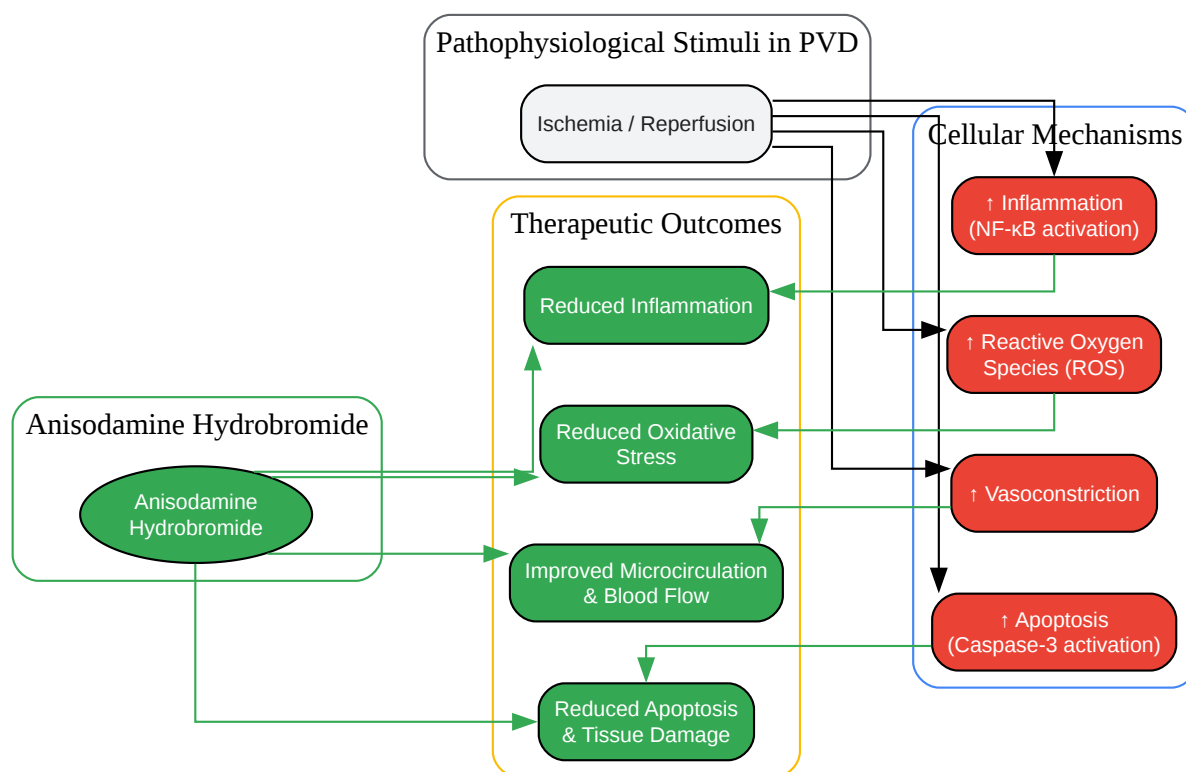 Pathophysiological Stimuli in PVD
Ischemia / Reperfusion
Cellular Mechanisms
↑ Inflammation
(NF-κB activation)
↑ Reactive Oxygen
Species (ROS)
↑ Vasoconstriction
↑ Apoptosis
(Caspase-3 activation)
Therapeutic Outcomes
Reduced Inflammation
Reduced Oxidative
Stress
Improved Microcirculation
& Blood Flow
Reduced Apoptosis
& Tissue Damage
Anisodamine Hydrobromide
Anisodamine
Hydrobromide